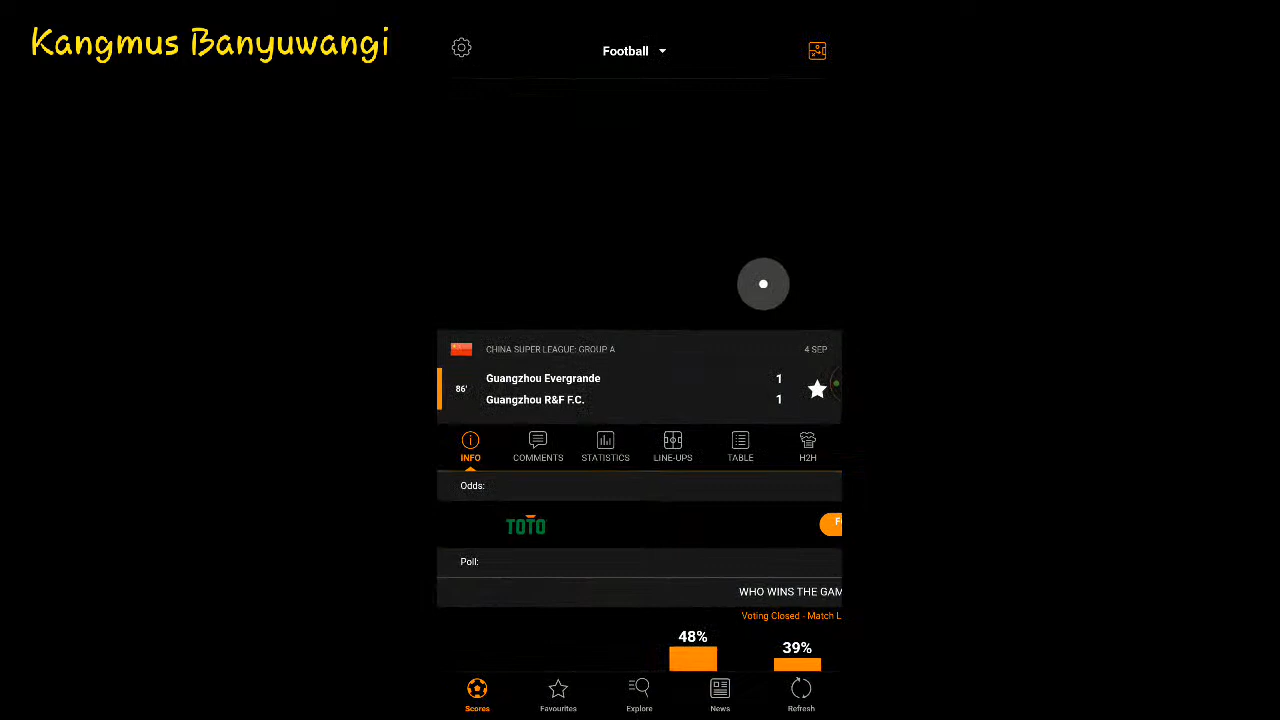 Kangmus Banyuwangi
Football
CHINA SUPER LEAGUE: GROUP A 4 SEP
86'
Guangzhou Evergrande 1
Guangzhou R&F F.C. 1
INFO COMMENTS STATISTICS LINE-UPS TABLE H2H
Odds:
TOTO F
Poll:
WHO WINS THE GAM
Voting Closed - Match L
48%
39%
Scores Favourites Explore News Refresh